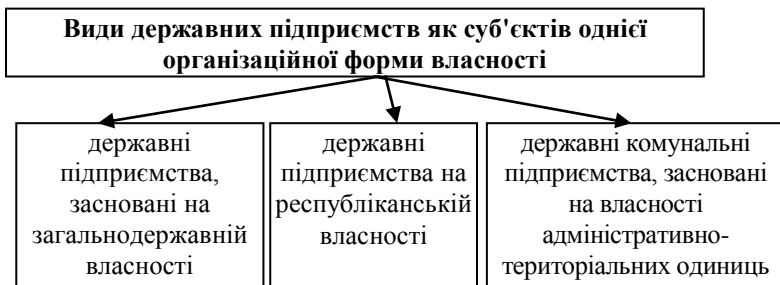 Види державних підприємств як суб'єктів однієї
організаційної форми власності
державні
підприємства,
засновані на
загальнодержавній
власності
державні
підприємства на
республіканській
власності
державні комунальні
підприємства, засновані
на власності
адміністративно-
територіальних одиниць